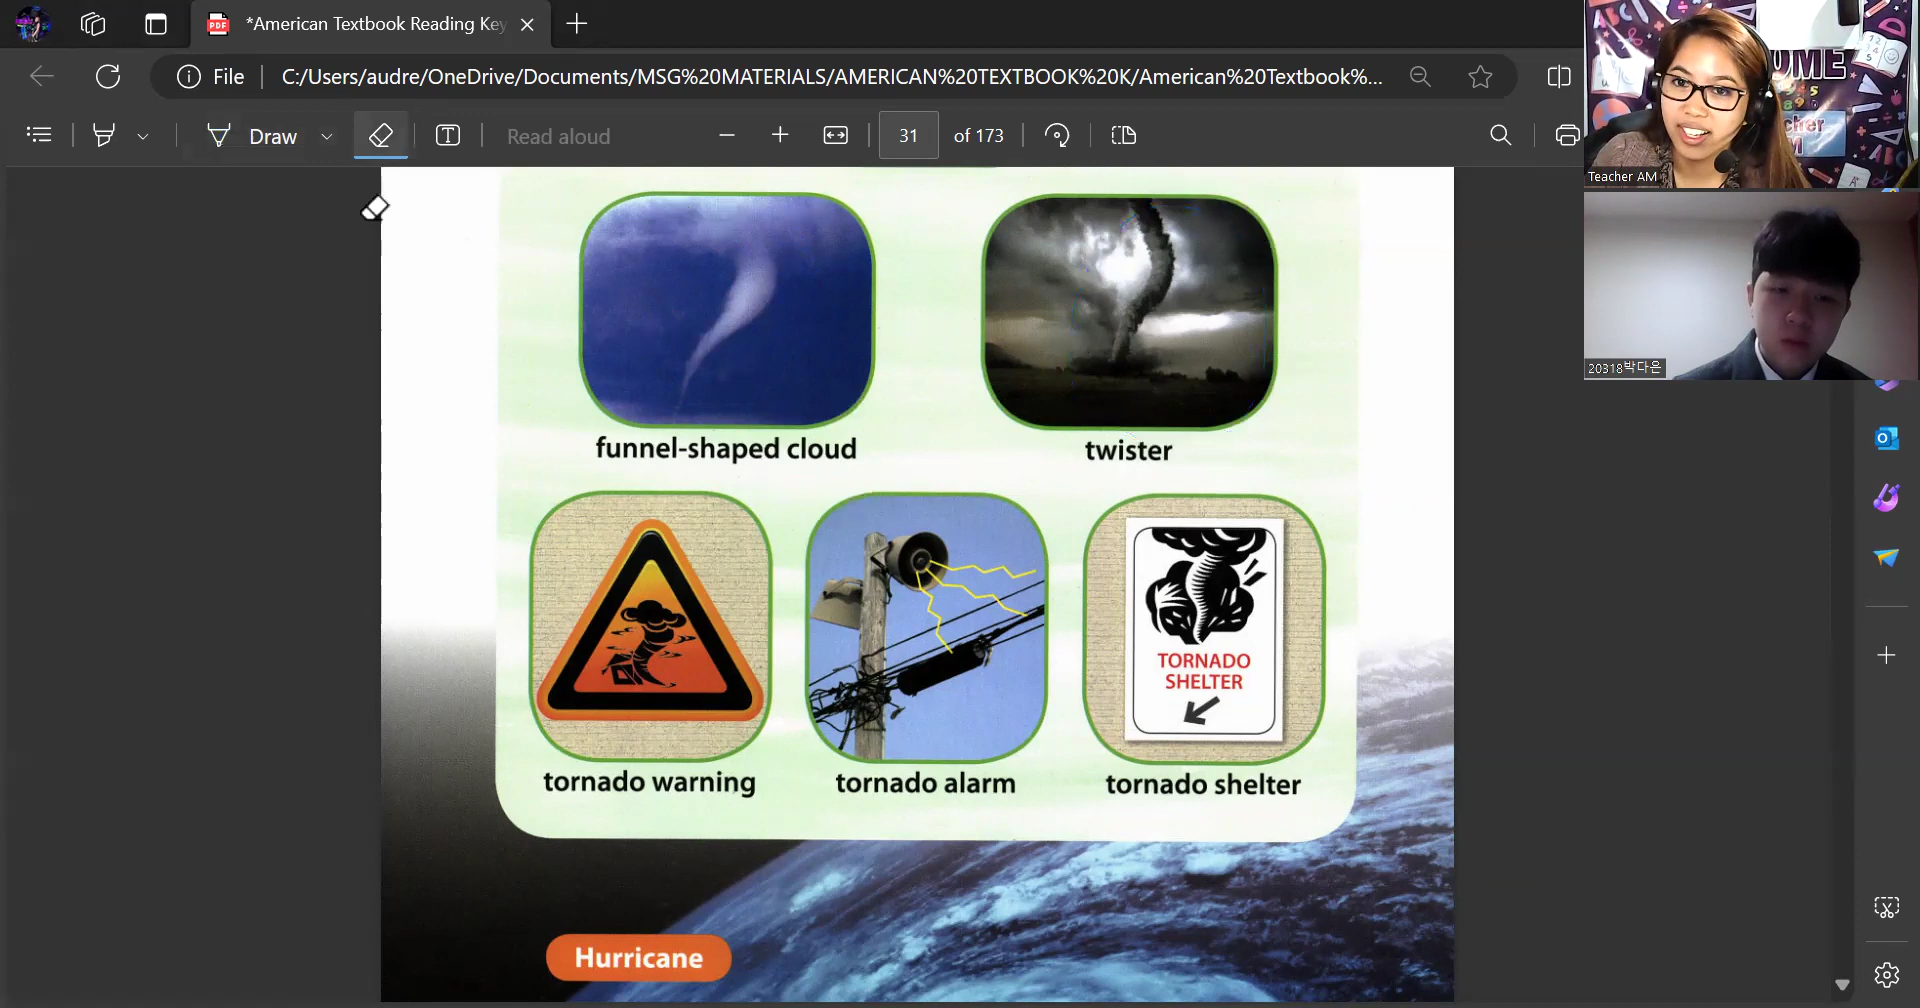 *American Textbook Reading Key
File
C:/Users/audre/OneDrive/Documents/MSG%20MATERIALS/AMERICAN%20TEXTBOOK%20K/American%20Textbook%...
Draw
Read aloud
31
of 173
OME
Teacher AM
20318박다은
funnel-shaped cloud
twister
TORNADO
SHELTER
tornado warning
tornado alarm
tornado shelter
Hurricane